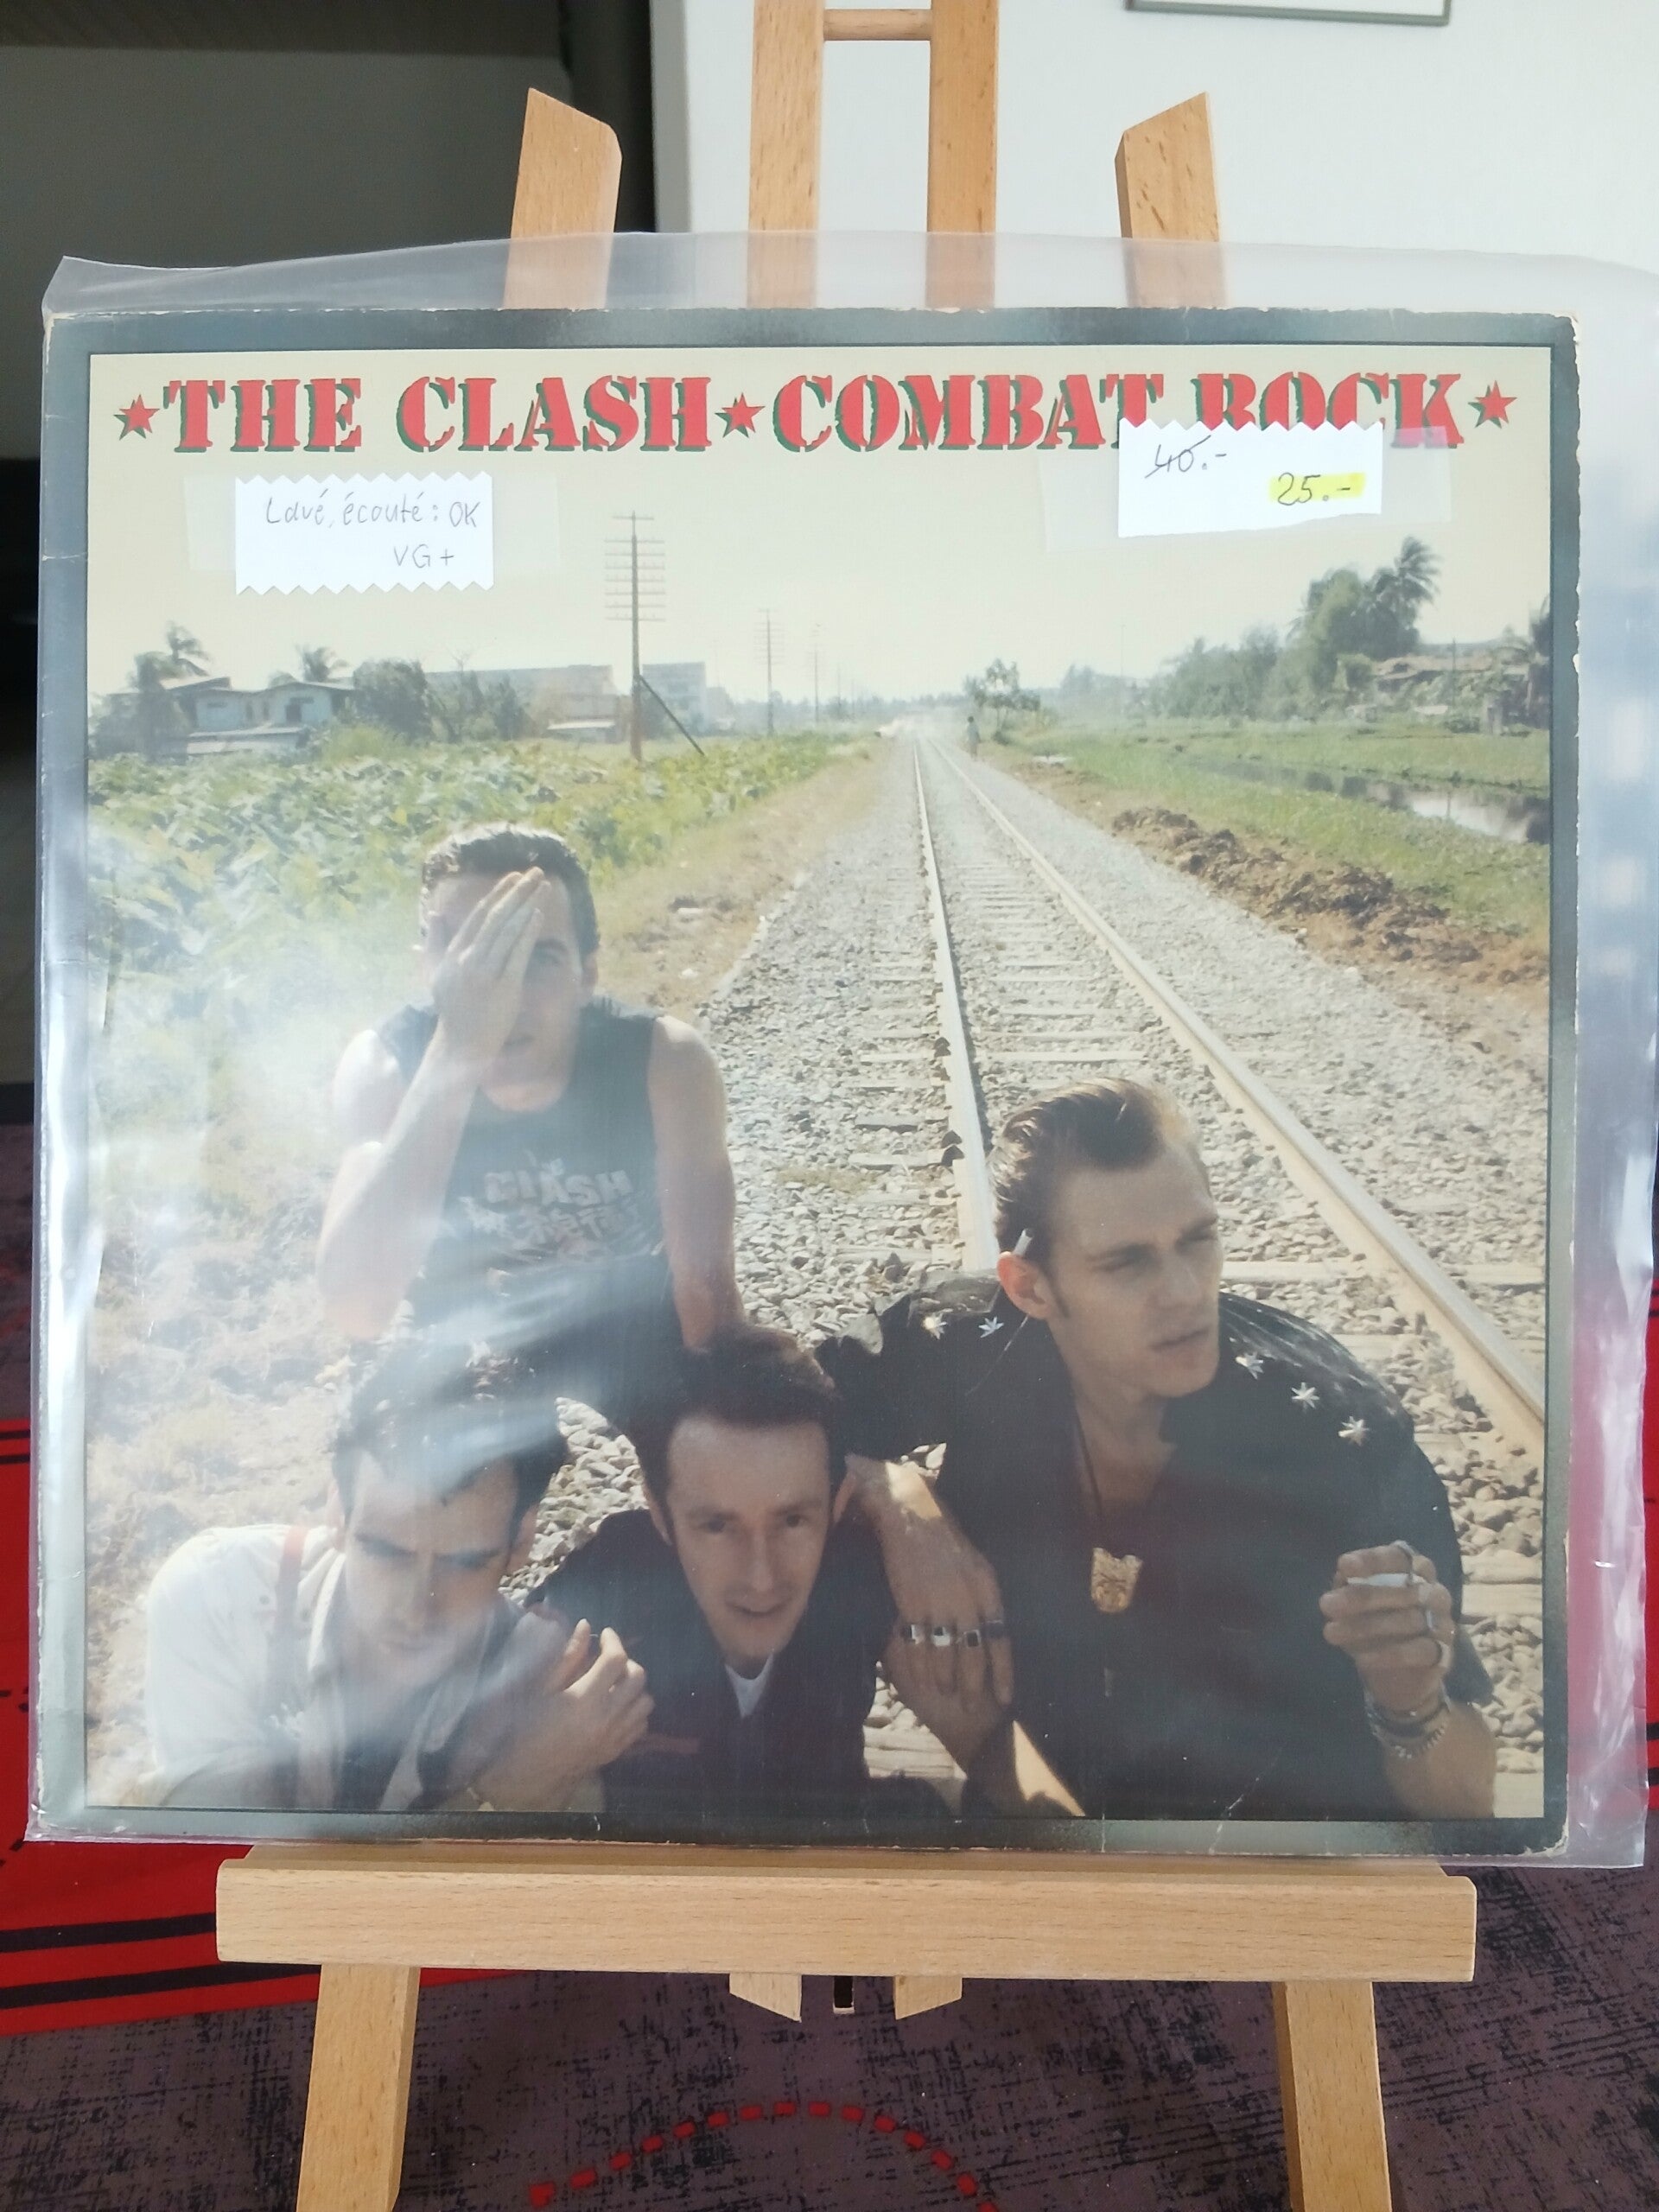 ★THE CLASH★COMBAT ROCK★
40.-
25.-
Lavé, écouté: OK
VG+
CLASH